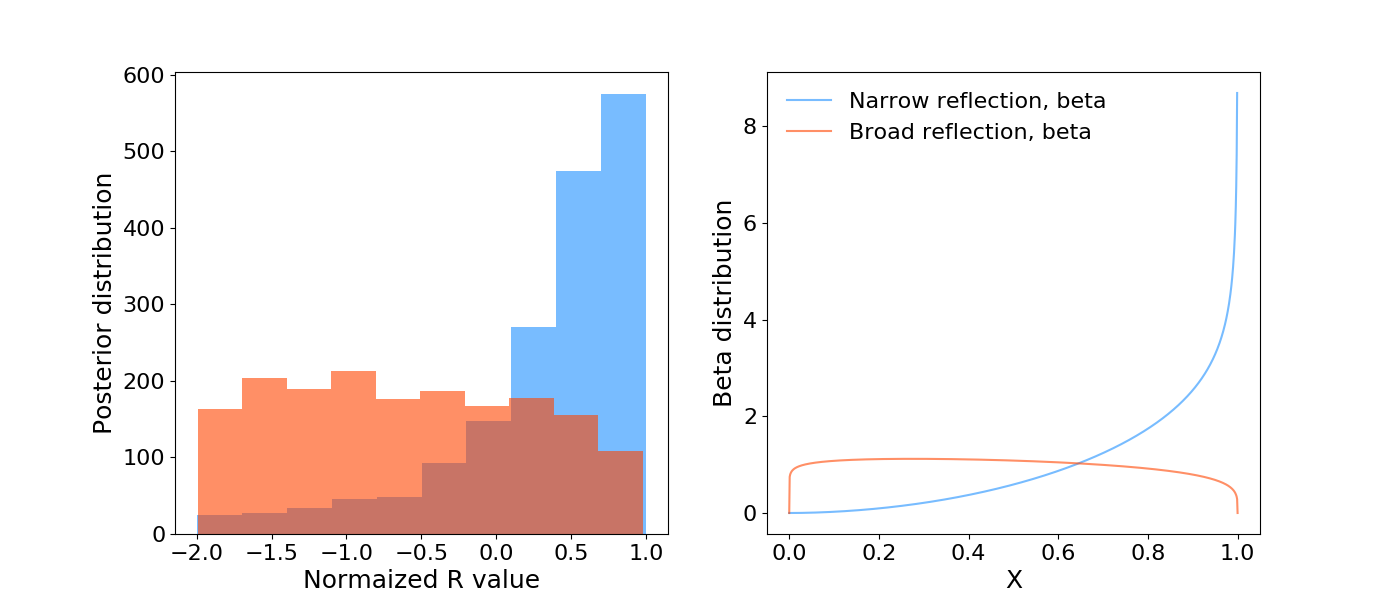 Posterior distribution
600
500
400
300
200
100
0
−2.0 −1.5 −1.0 −0.5 0.0 0.5 1.0
Normaized R value
Beta distribution
8
6
4
2
0
Narrow reflection, beta
Broad reflection, beta
0.0 0.2 0.4 0.6 0.8 1.0
X